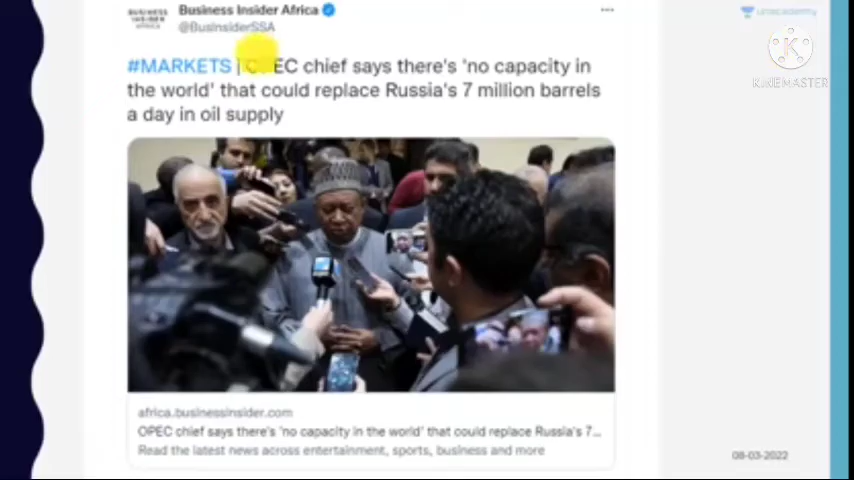 BUSINESS
INSIDER
AFRICA
Business Insider Africa
@BusinsiderSSA
unacademy
K
KINEMASTER
#MARKETS | OPEC chief says there's 'no capacity in
the world' that could replace Russia's 7 million barrels
a day in oil supply
africa.businessinsider.com
OPEC chief says there's 'no capacity in the world' that could replace Russia's 7...
Read the latest news across entertainment, sports, business and more
08-03-2022